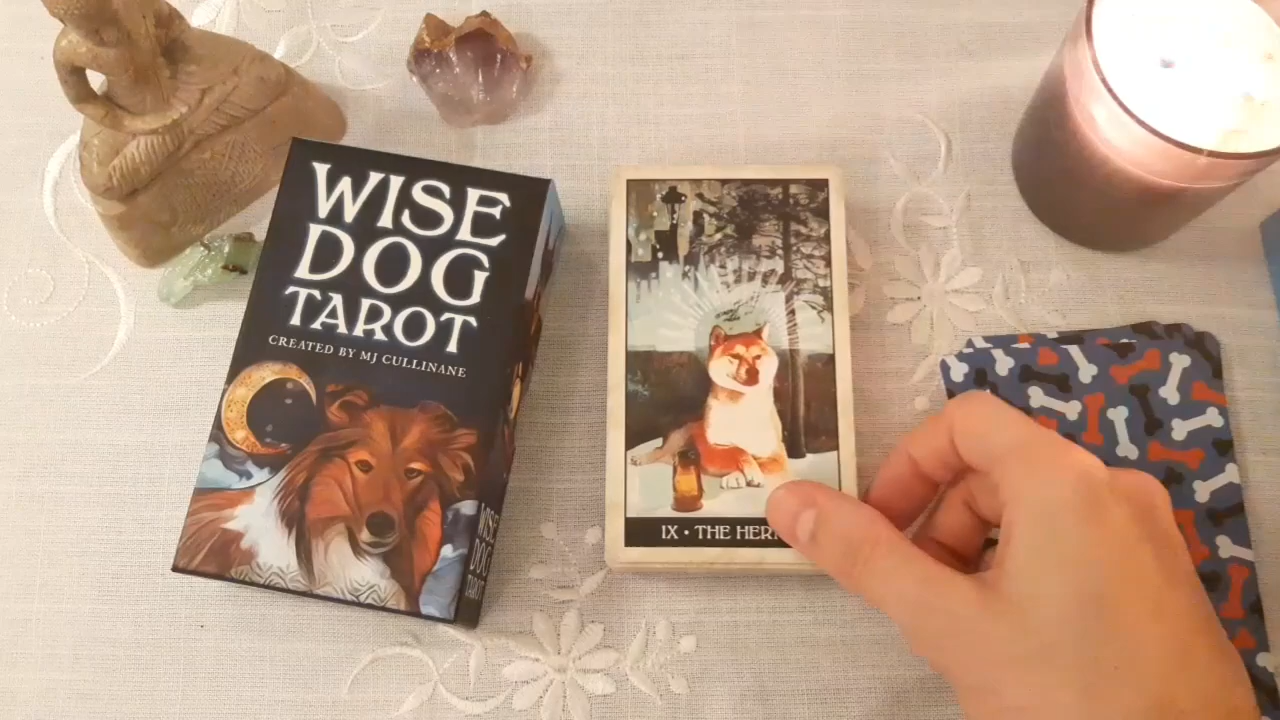 WISE
DOG
TAROT
CREATED BY MJ CULLINANE
WISE
DOG
TAROT
IX • THE HER